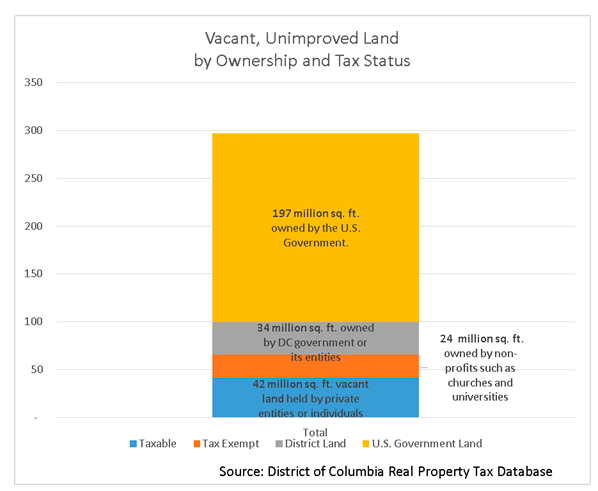 Vacant, Unimproved Land
by Ownership and Tax Status
350
300
250
200
150
100
50
-
197 million sq. ft.
owned by the U.S.
Government.
34 million sq. ft. owned
by DC government or
its entities
24 million sq. ft.
owned by non-
profits such as
churches and
universities
42 million sq. ft. vacant
land held by private
entities or individuals
Total
Taxable Tax Exempt District Land U.S. Government Land
Source: District of Columbia Real Property Tax Database